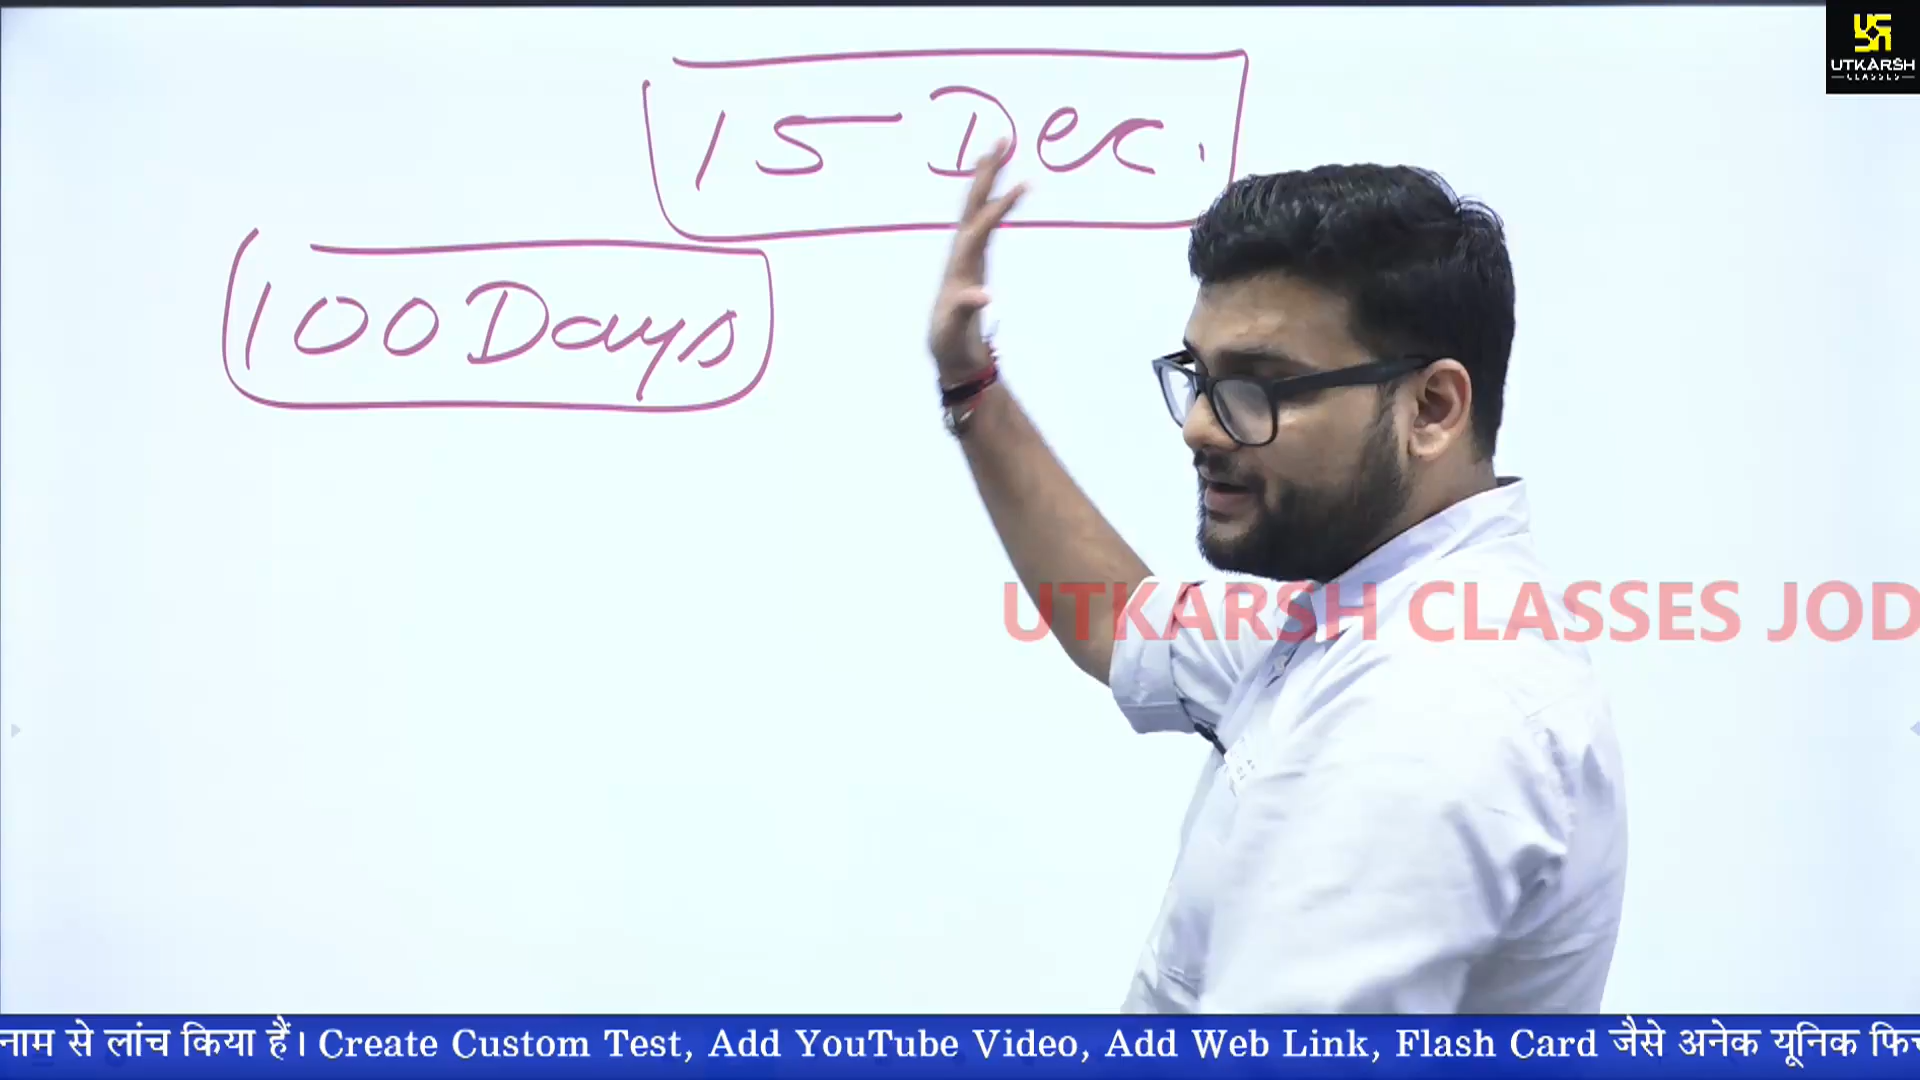 UTKARSH
CLASSES
15 Dec.
100 Days
UTKARSH CLASSES JOD
नाम से लांच किया हैं। Create Custom Test, Add YouTube Video, Add Web Link, Flash Card जैसे अनेक यूनिक